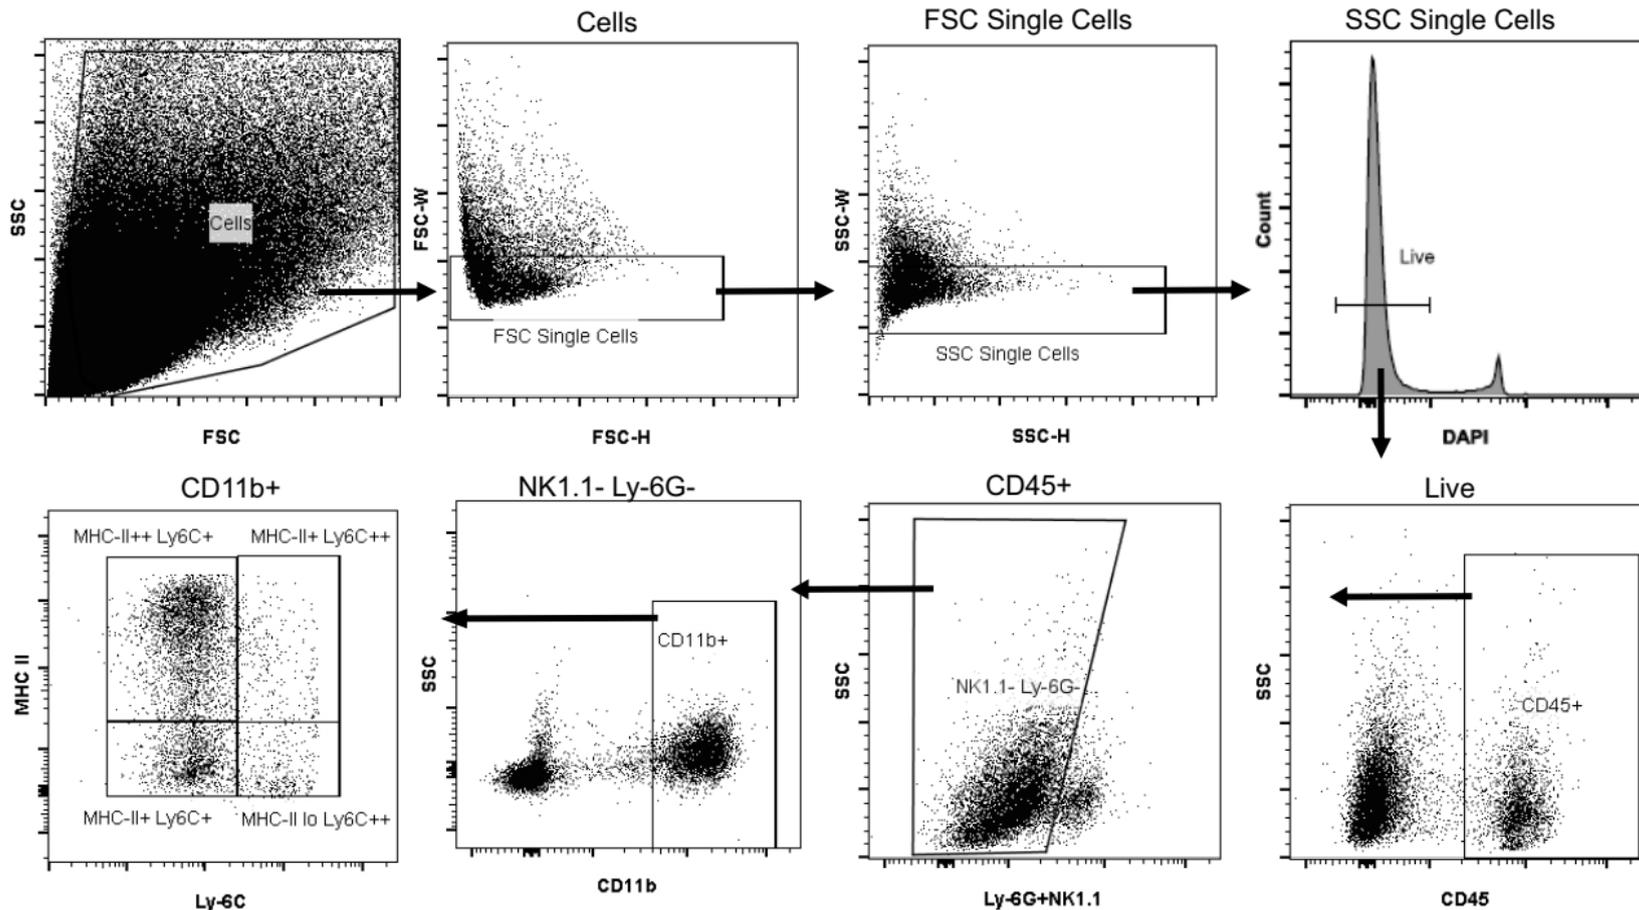 Cells
FSC Single Cells
SSC Single Cells
SSC
Cells
FSC
FSC-W
FSC Single Cells
FSC-H
SSC-W
SSC Single Cells
SSC-H
Count
Live
DAPI
CD11b+
NK1.1- Ly-6G-
CD45+
Live
MHC II
MHC-II++ Ly6C+
MHC-II+ Ly6C++
MHC-II+ Ly6C+
MHC-II lo Ly6C++
Ly-6C
SSC
CD11b+
CD11b
SSC
NK1.1- Ly-6G-
Ly-6G+NK1.1
SSC
CD45+
CD45